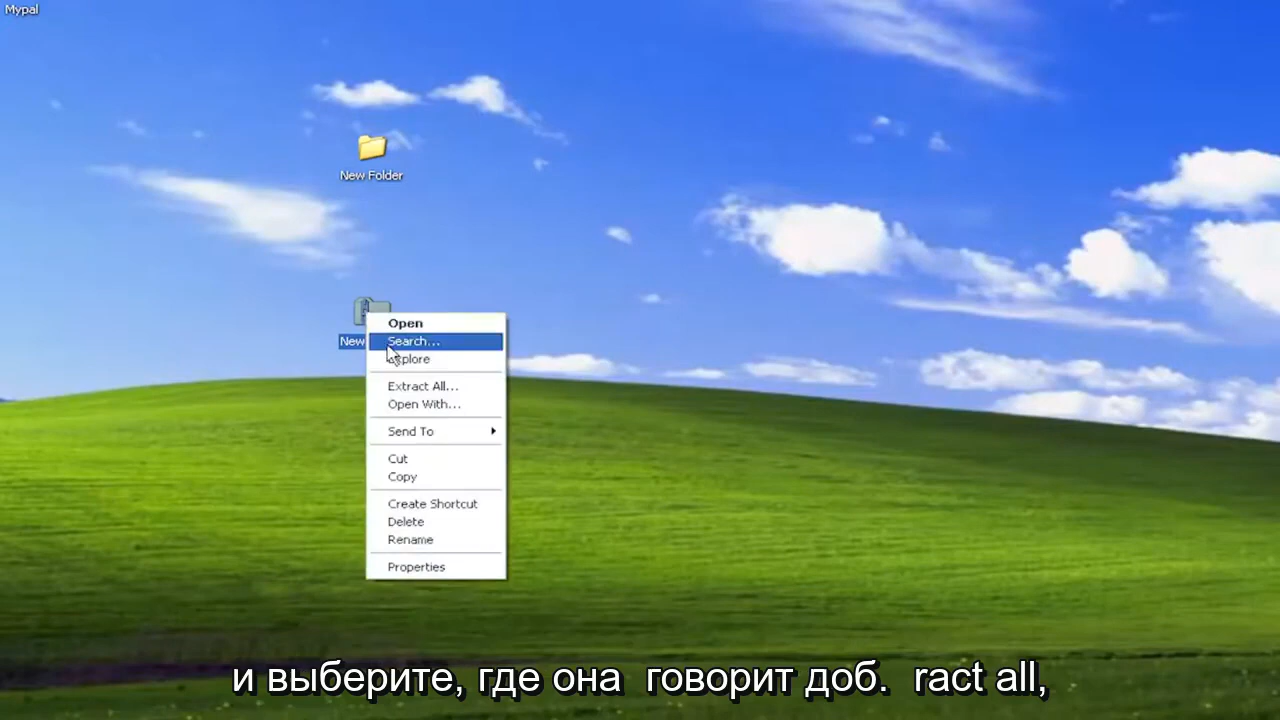 Mypal
New Folder
New
Open
Search...
Explore
Extract All...
Open With...
Send To
Cut
Copy
Create Shortcut
Delete
Rename
Properties
и выберите, где она говорит доб. ract all,